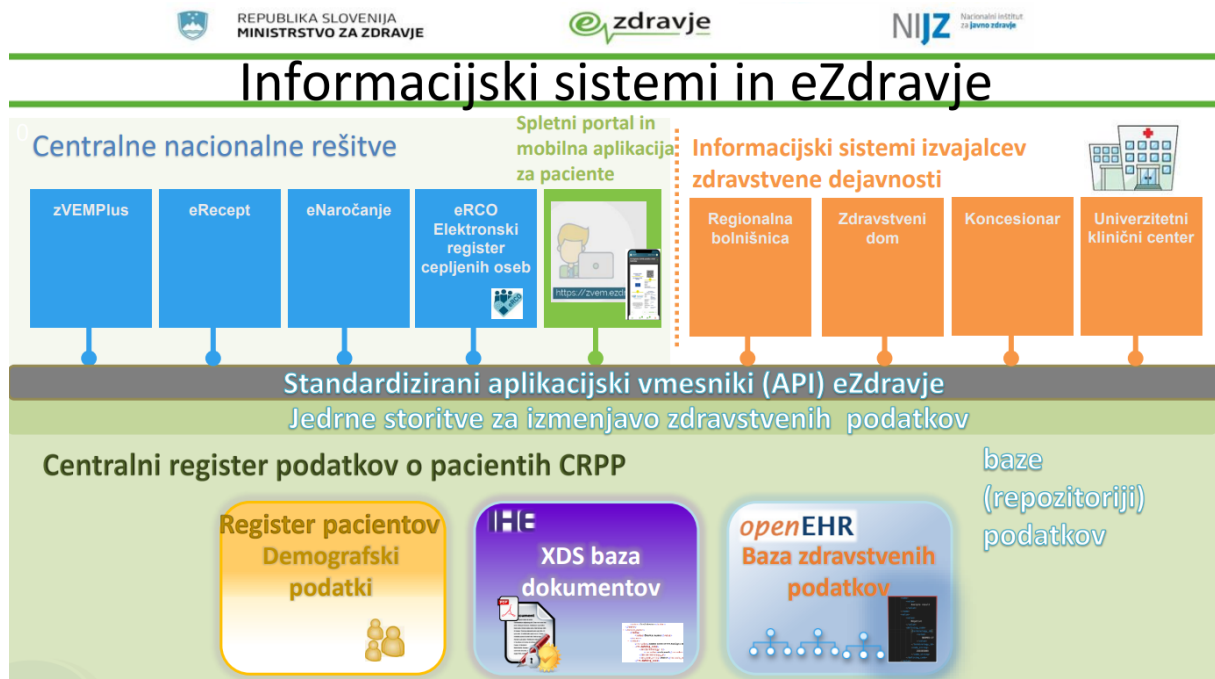 REPUBLIKA SLOVENIJA
MINISTRSTVO ZA ZDRAVJE
e zdravje
NIJZ
Nacionalni inštitut
za javno zdravje
Informacijski sistemi in eZdravje
0
Centralne nacionalne rešitve
Spletni portal in
mobilna aplikacija
za paciente
Informacijski sistemi izvajalcev
zdravstvene dejavnosti
zVEMPlus
eRecept
eNaročanje
eRCO
Elektronski
register
cepljenih oseb
eRCO
https://zvem.ezd
Regionalna
bolnišnica
Zdravstveni
dom
Koncesionar
Univerzitetni
klinični center
Standardizirani aplikacijski vmesniki (API) eZdravje
Jedrne storitve za izmenjavo zdravstvenih podatkov
Centralni register podatkov o pacientih CRPP
baze
(repozitoriji)
podatkov
Register pacientov
Demografski
podatki
IHE
XDS baza
dokumentov
openEHR
Baza zdravstvenih
podatkov